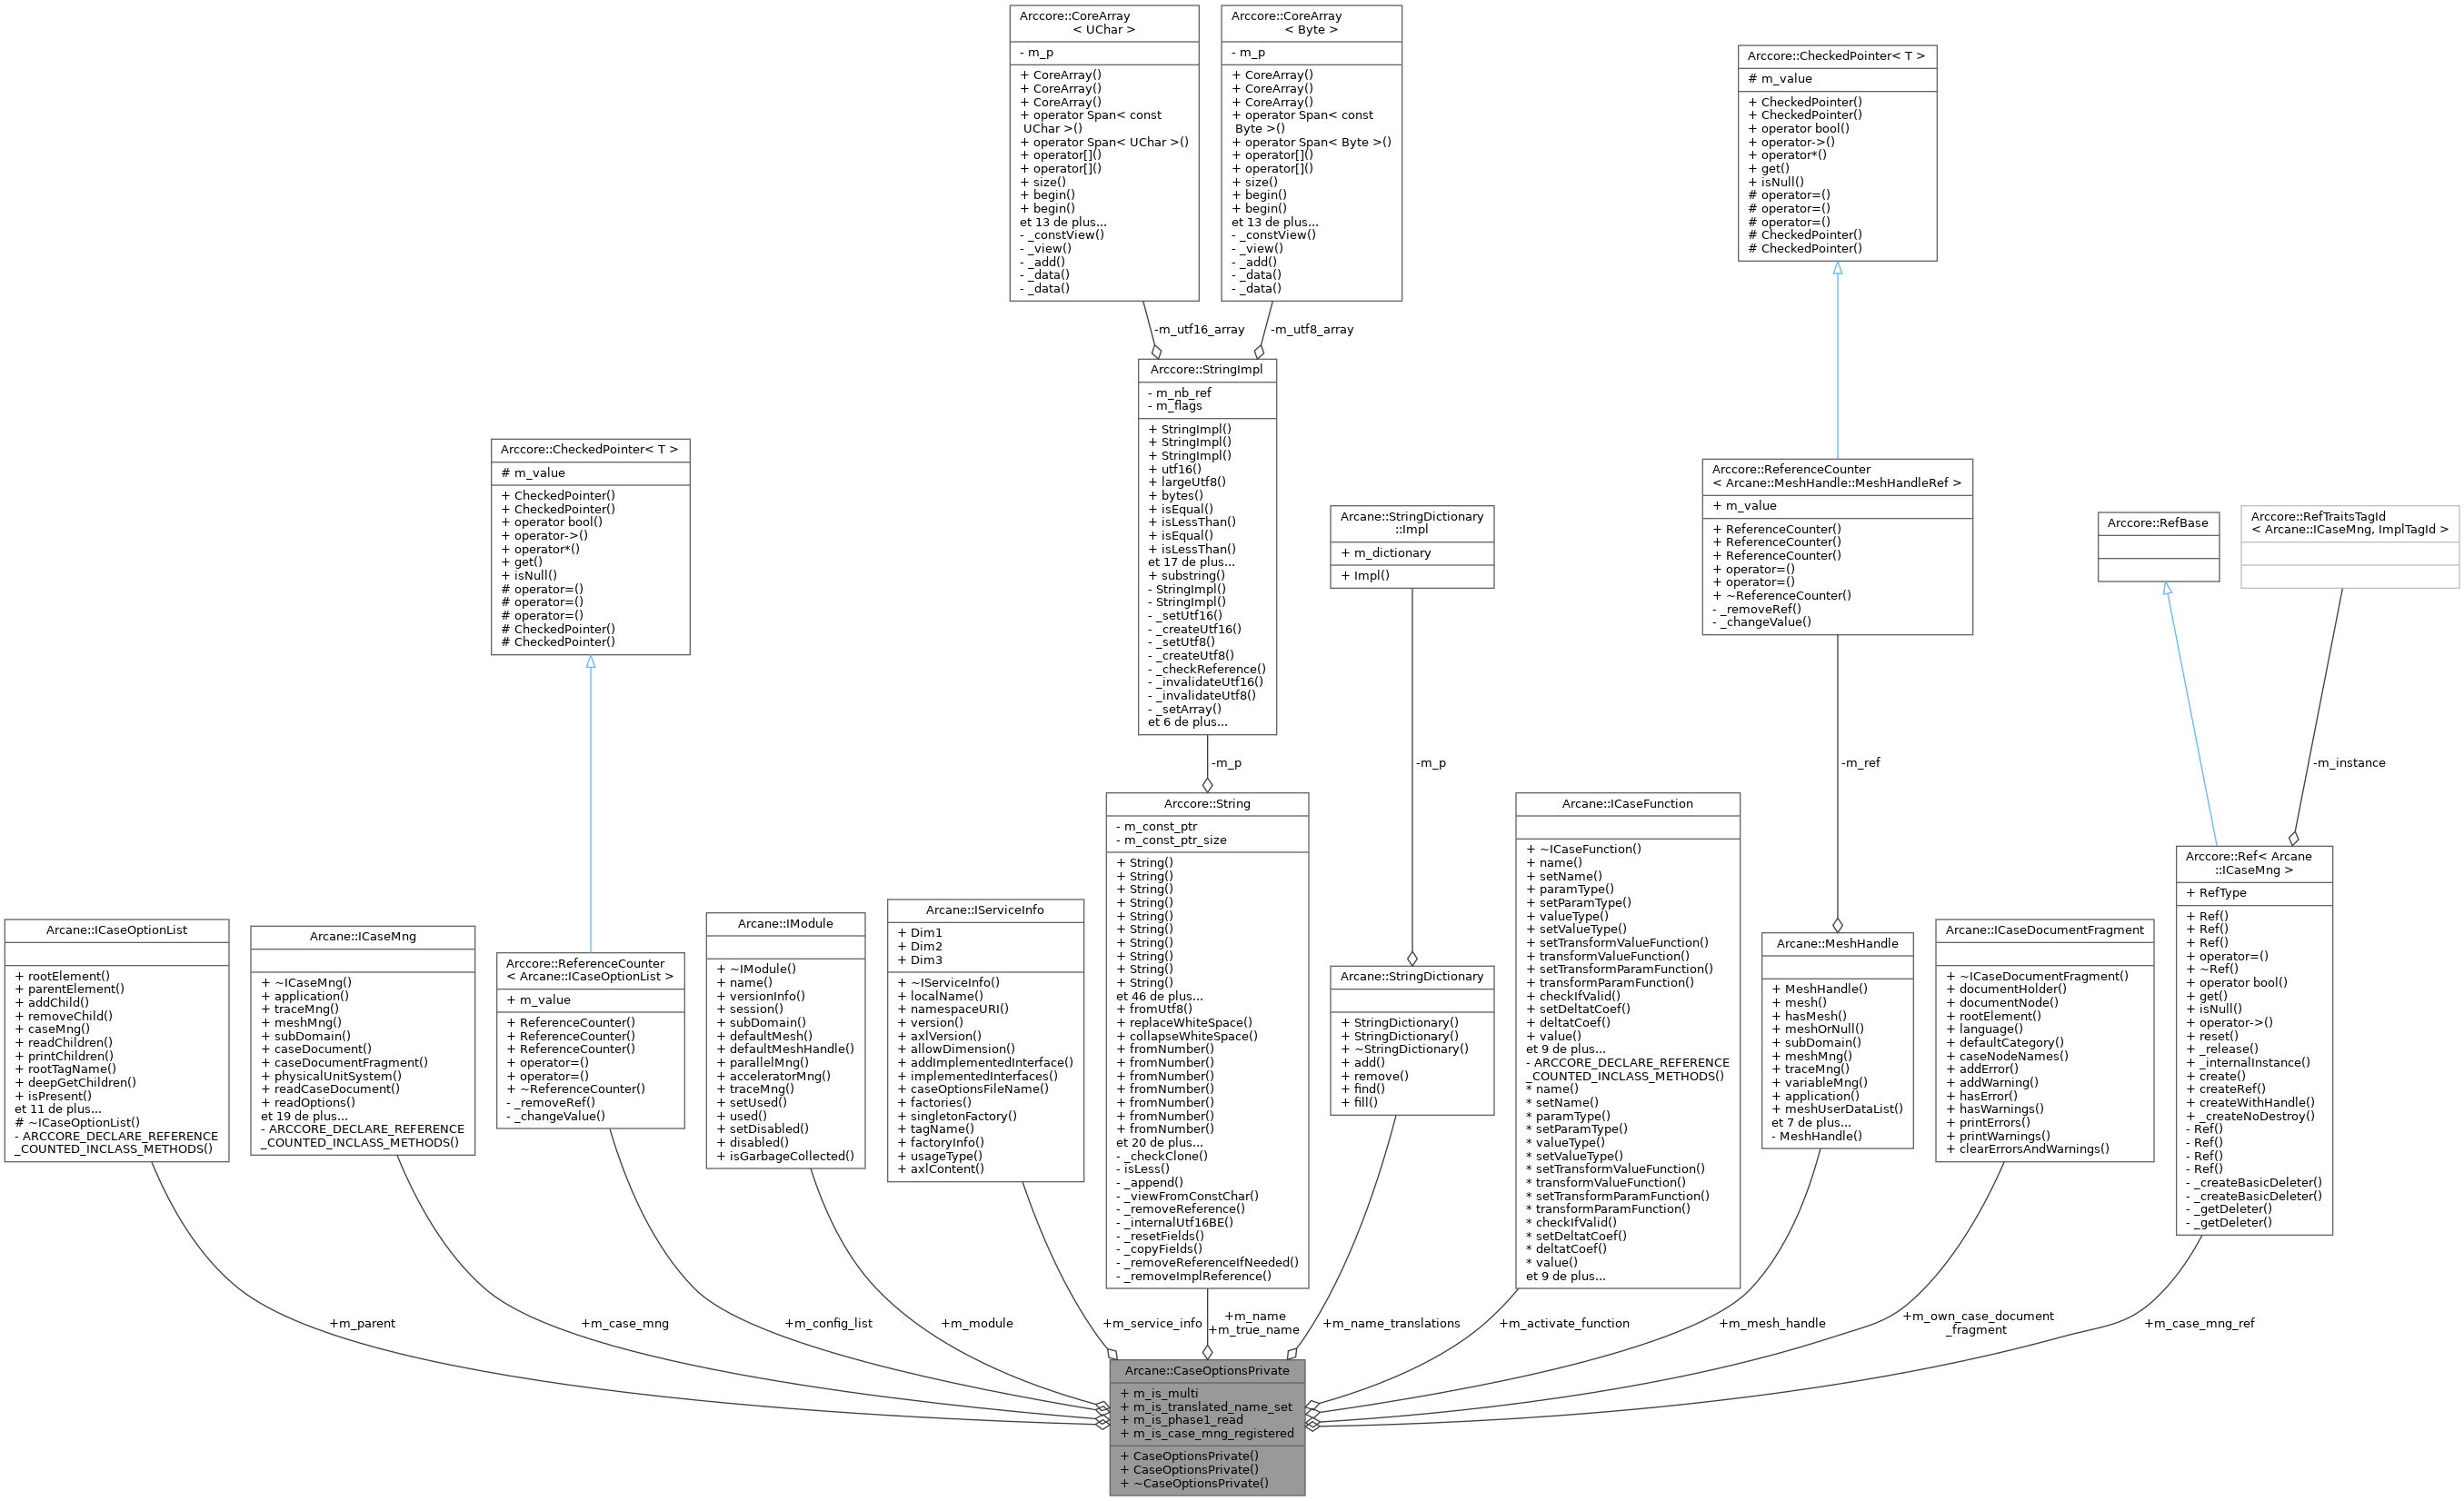 Arccore::CoreArray
< UChar >
- m_p
+ CoreArray()
+ CoreArray()
+ CoreArray()
+ operator Span< const
UChar >()
+ operator Span< UChar >()
+ operator[]()
+ operator[]()
+ size()
+ begin()
+ begin()
et 13 de plus...
- _constView()
- _view()
- _add()
- _data()
- _data()
Arccore::CoreArray
< Byte >
- m_p
+ CoreArray()
+ CoreArray()
+ CoreArray()
+ operator Span< const
Byte >()
+ operator Span< Byte >()
+ operator[]()
+ operator[]()
+ size()
+ begin()
+ begin()
et 13 de plus...
- _constView()
- _view()
- _add()
- _data()
- _data()
Arccore::CheckedPointer< T >
# m_value
+ CheckedPointer()
+ CheckedPointer()
+ operator bool()
+ operator->()
+ operator*()
+ get()
+ isNull()
# operator=()
# operator=()
# operator=()
# CheckedPointer()
# CheckedPointer()
-m_utf16_array
-m_utf8_array
Arccore::StringImpl
- m_nb_ref
- m_flags
+ StringImpl()
+ StringImpl()
+ StringImpl()
+ utf16()
+ largeUtf8()
+ bytes()
+ isEqual()
+ isLessThan()
+ isEqual()
+ isLessThan()
et 17 de plus...
+ substring()
- StringImpl()
- StringImpl()
- _setUtf16()
- _createUtf16()
- _setUtf8()
- _createUtf8()
- _checkReference()
- _invalidateUtf16()
- _invalidateUtf8()
- _setArray()
et 6 de plus...
Arccore::CheckedPointer< T >
# m_value
+ CheckedPointer()
+ CheckedPointer()
+ operator bool()
+ operator->()
+ operator*()
+ get()
+ isNull()
# operator=()
# operator=()
# operator=()
# CheckedPointer()
# CheckedPointer()
Arcane::StringDictionary
::Impl
+ m_dictionary
+ Impl()
Arccore::ReferenceCounter
< Arcane::MeshHandle::MeshHandleRef >
+ m_value
+ ReferenceCounter()
+ ReferenceCounter()
+ ReferenceCounter()
+ operator=()
+ operator=()
+ ~ReferenceCounter()
- _removeRef()
- _changeValue()
Arccore::RefBase
Arccore::RefTraitsTagId
< Arcane::ICaseMng, ImplTagId >
-m_p
-m_p
-m_ref
-m_instance
Arcane::ICaseOptionList
+ rootElement()
+ parentElement()
+ addChild()
+ removeChild()
+ caseMng()
+ readChildren()
+ printChildren()
+ rootTagName()
+ deepGetChildren()
+ isPresent()
et 11 de plus...
# ~ICaseOptionList()
- ARCCORE_DECLARE_REFERENCE
_COUNTED_INCLASS_METHODS()
Arcane::ICaseMng
+ ~ICaseMng()
+ application()
+ traceMng()
+ meshMng()
+ subDomain()
+ caseDocument()
+ caseDocumentFragment()
+ physicalUnitSystem()
+ readCaseDocument()
+ readOptions()
et 19 de plus...
- ARCCORE_DECLARE_REFERENCE
_COUNTED_INCLASS_METHODS()
Arccore::ReferenceCounter
< Arcane::ICaseOptionList >
+ m_value
+ ReferenceCounter()
+ ReferenceCounter()
+ ReferenceCounter()
+ operator=()
+ operator=()
+ ~ReferenceCounter()
- _removeRef()
- _changeValue()
Arcane::IModule
+ ~IModule()
+ name()
+ versionInfo()
+ session()
+ subDomain()
+ defaultMesh()
+ defaultMeshHandle()
+ parallelMng()
+ acceleratorMng()
+ traceMng()
+ setUsed()
+ used()
+ setDisabled()
+ disabled()
+ isGarbageCollected()
Arcane::IServiceInfo
+ Dim1
+ Dim2
+ Dim3
+ ~IServiceInfo()
+ localName()
+ namespaceURI()
+ version()
+ axlVersion()
+ allowDimension()
+ addImplementedInterface()
+ implementedInterfaces()
+ caseOptionsFileName()
+ factories()
+ singletonFactory()
+ tagName()
+ factoryInfo()
+ usageType()
+ axlContent()
Arccore::String
- m_const_ptr
- m_const_ptr_size
+ String()
+ String()
+ String()
+ String()
+ String()
+ String()
+ String()
+ String()
+ String()
+ String()
et 46 de plus...
+ fromUtf8()
+ replaceWhiteSpace()
+ collapseWhiteSpace()
+ fromNumber()
+ fromNumber()
+ fromNumber()
+ fromNumber()
+ fromNumber()
+ fromNumber()
+ fromNumber()
et 20 de plus...
- _checkClone()
- isLess()
- _append()
- _viewFromConstChar()
- _removeReference()
- _internalUtf16BE()
- _resetFields()
- _copyFields()
- _removeReferenceIfNeeded()
- _removeImplReference()
Arcane::StringDictionary
+ StringDictionary()
+ StringDictionary()
+ ~StringDictionary()
+ add()
+ remove()
+ find()
+ fill()
Arcane::ICaseFunction
+ ~ICaseFunction()
+ name()
+ setName()
+ paramType()
+ setParamType()
+ valueType()
+ setValueType()
+ setTransformValueFunction()
+ transformValueFunction()
+ setTransformParamFunction()
+ transformParamFunction()
+ checkIfValid()
+ setDeltatCoef()
+ deltatCoef()
+ value()
et 9 de plus...
- ARCCORE_DECLARE_REFERENCE
_COUNTED_INCLASS_METHODS()
* name()
* setName()
* paramType()
* setParamType()
* valueType()
* setValueType()
* setTransformValueFunction()
* transformValueFunction()
* setTransformParamFunction()
* transformParamFunction()
* checkIfValid()
* setDeltatCoef()
* deltatCoef()
* value()
et 9 de plus...
Arcane::MeshHandle
+ MeshHandle()
+ mesh()
+ hasMesh()
+ meshOrNull()
+ subDomain()
+ meshMng()
+ traceMng()
+ variableMng()
+ application()
+ meshUserDataList()
et 7 de plus...
- MeshHandle()
Arcane::ICaseDocumentFragment
+ ~ICaseDocumentFragment()
+ documentHolder()
+ documentNode()
+ rootElement()
+ language()
+ defaultCategory()
+ caseNodeNames()
+ addError()
+ addWarning()
+ hasError()
+ hasWarnings()
+ printErrors()
+ printWarnings()
+ clearErrorsAndWarnings()
Arccore::Ref< Arcane
::ICaseMng >
+ RefType
+ Ref()
+ Ref()
+ Ref()
+ operator=()
+ ~Ref()
+ operator bool()
+ get()
+ isNull()
+ operator->()
+ reset()
+ _release()
+ _internalInstance()
+ create()
+ createRef()
+ createWithHandle()
+ _createNoDestroy()
- Ref()
- Ref()
- Ref()
- Ref()
- _createBasicDeleter()
- _createBasicDeleter()
- _getDeleter()
- _getDeleter()
+m_parent
+m_case_mng
+m_config_list
+m_module
+m_service_info
+m_name
+m_true_name
+m_name_translations
+m_activate_function
+m_mesh_handle
+m_own_case_document
_fragment
+m_case_mng_ref
Arcane::CaseOptionsPrivate
+ m_is_multi
+ m_is_translated_name_set
+ m_is_phase1_read
+ m_is_case_mng_registered
+ CaseOptionsPrivate()
+ CaseOptionsPrivate()
+ ~CaseOptionsPrivate()